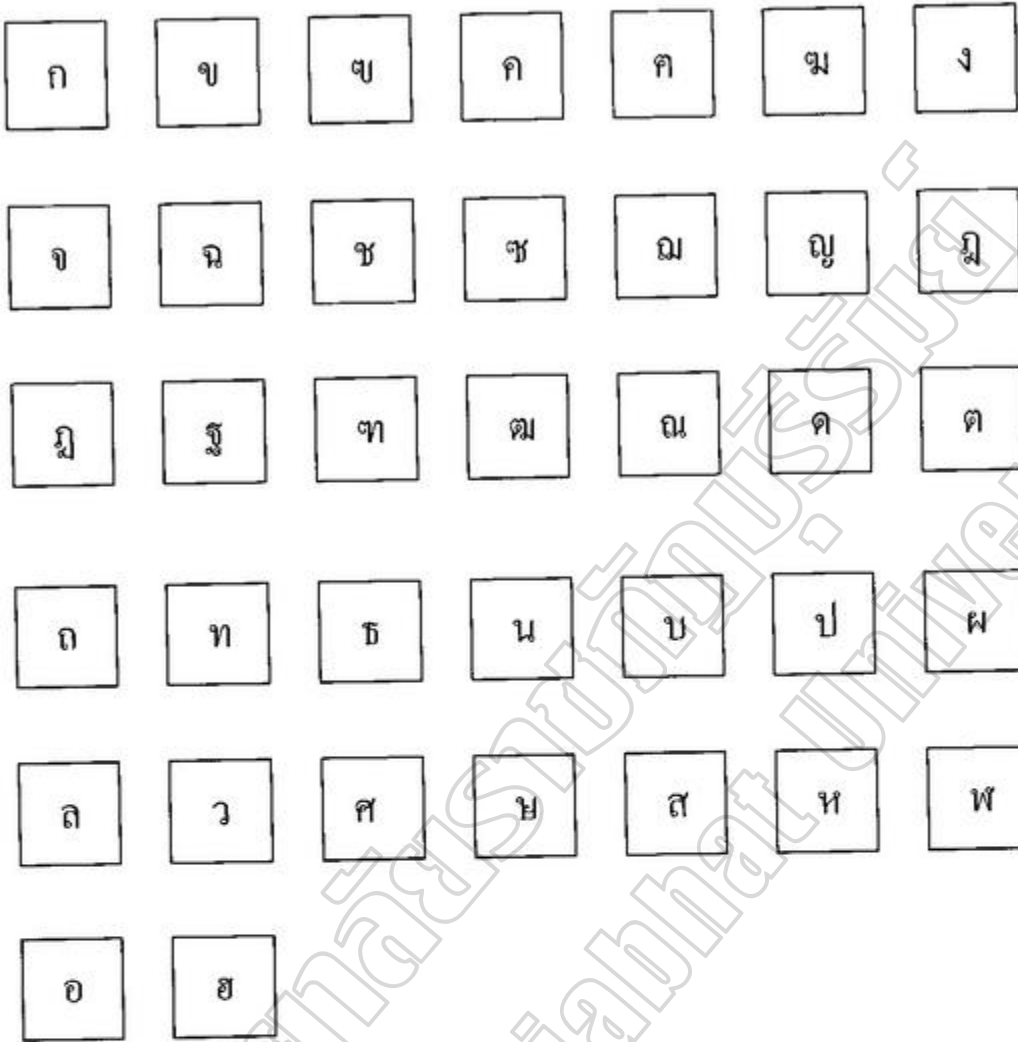 ก ข ฃ ค ฅ ฆ ง
จ ฉ ช ซ ฌ ญ ฎ
ฏ ฐ ฑ ฒ ณ ด ต
ถ ท ธ น บ ป ผ
ล ว ศ ษ ส ห ฬ
อ ฮ